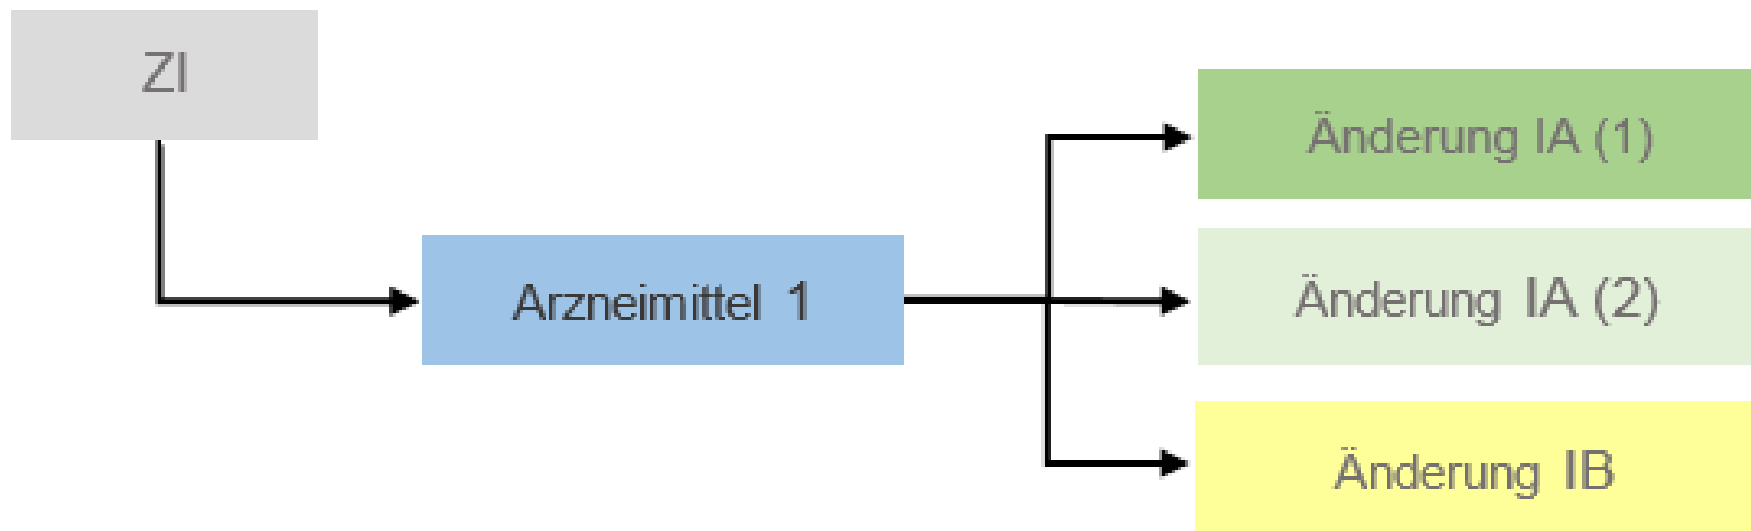 ZI
Änderung IA (1)
Arzneimittel 1
Änderung IA (2)
Änderung IB